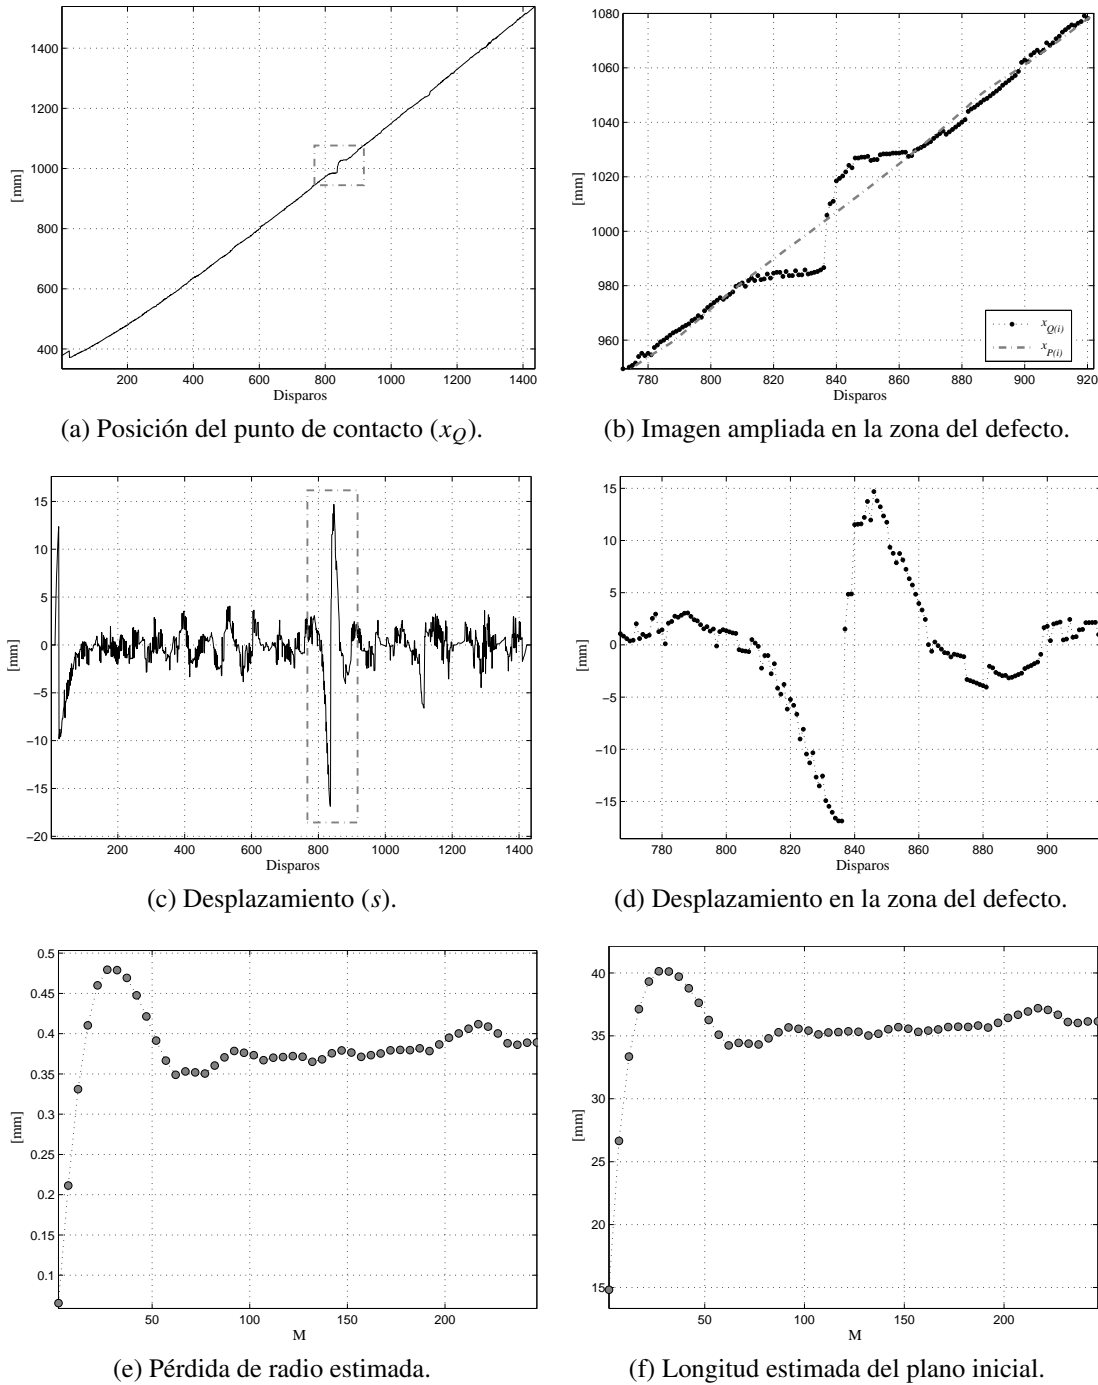 1400
1200
1000
800
600
400
[mm]
200 400 600 800 1000 1200 1400
Disparos
(a) Posición del punto de contacto (x_Q).
1080
1060
1040
1020
1000
980
960
[mm]
780 800 820 840 860 880 900 920
Disparos
x_Q(i)
x_P(i)
(b) Imagen ampliada en la zona del defecto.
15
10
5
0
−5
−10
−15
−20
[mm]
200 400 600 800 1000 1200 1400
Disparos
(c) Desplazamiento (s).
15
10
5
0
−5
−10
−15
[mm]
780 800 820 840 860 880 900
Disparos
(d) Desplazamiento en la zona del defecto.
0.5
0.45
0.4
0.35
0.3
0.25
0.2
0.15
0.1
[mm]
50 100 150 200
M
(e) Pérdida de radio estimada.
40
35
30
25
20
15
[mm]
50 100 150 200
M
(f) Longitud estimada del plano inicial.